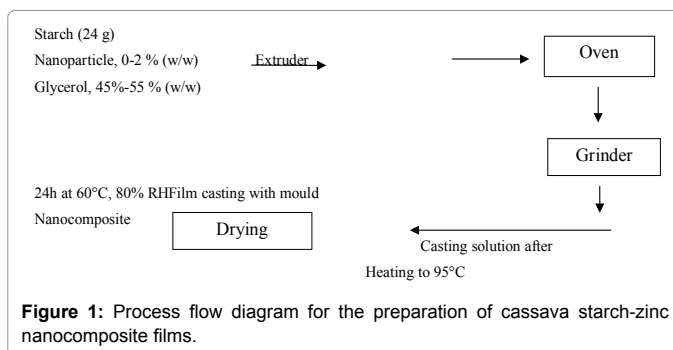 Starch (24 g)
Nanoparticle, 0-2 % (w/w)
Extruder
Glycerol, 45%-55 % (w/w)
Oven
Grinder
24h at 60°C, 80% RHFilm casting with mould
Nanocomposite
Drying
Casting solution after
Heating to 95°C
Figure 1: Process flow diagram for the preparation of cassava starch-zinc
nanocomposite films.